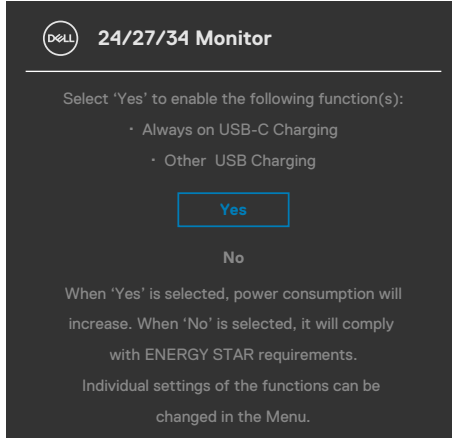 DELL 24/27/34 Monitor
Select ‘Yes’ to enable the following function(s):
· Always on USB-C Charging
· Other USB Charging
Yes
No
When ‘Yes’ is selected, power consumption will
increase. When ‘No’ is selected, it will comply
with ENERGY STAR requirements.
Individual settings of the functions can be
changed in the Menu.